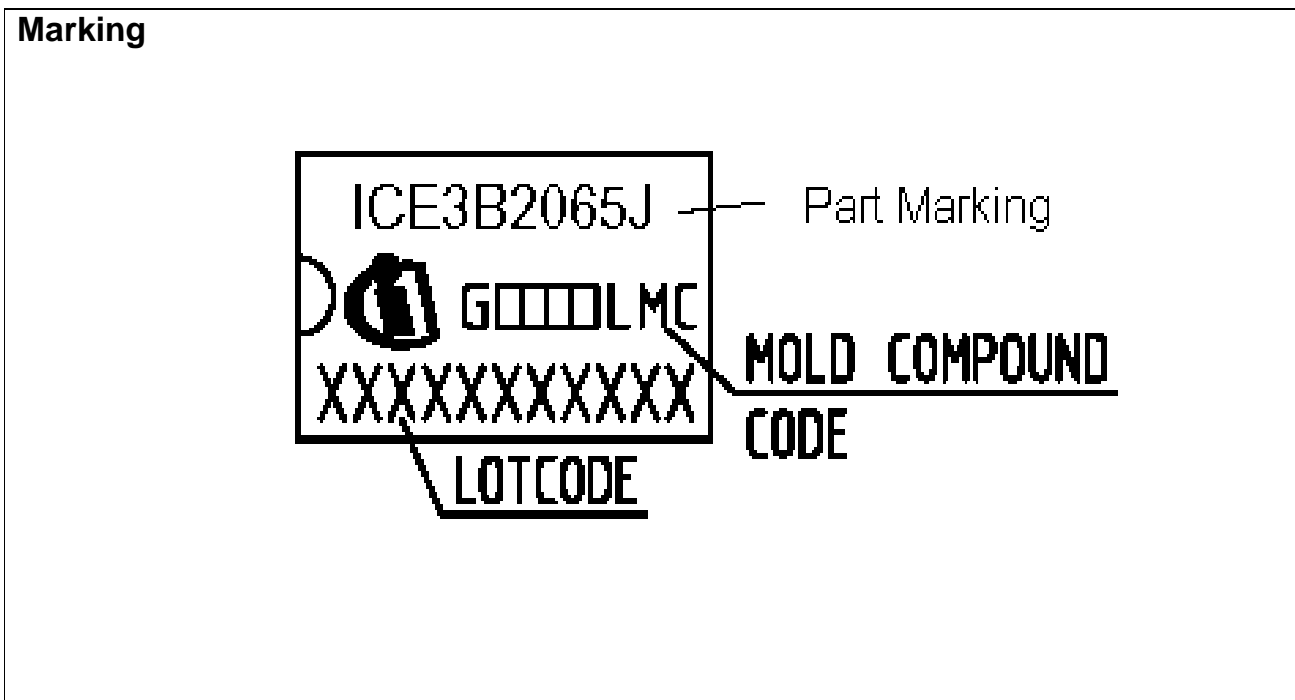 Marking
ICE3B2065J
Part Marking
G□□□□LMC
MOLD COMPOUND
CODE
XXXXXXXXXXX
LOTCODE